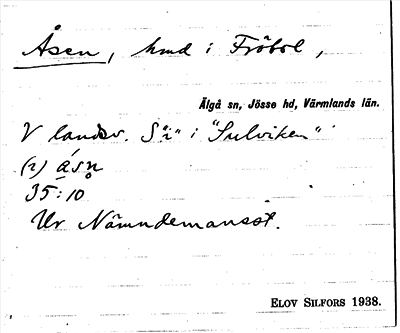 Åsen, hmd i Fröbol,
Älgå sn, Jösse hd, Värmlands län.
V landsv. S "i" i "Sulviken"
(2) åsn̥
35:10
Ur Nämndemansöt.
ELOV SILFORS 1938.